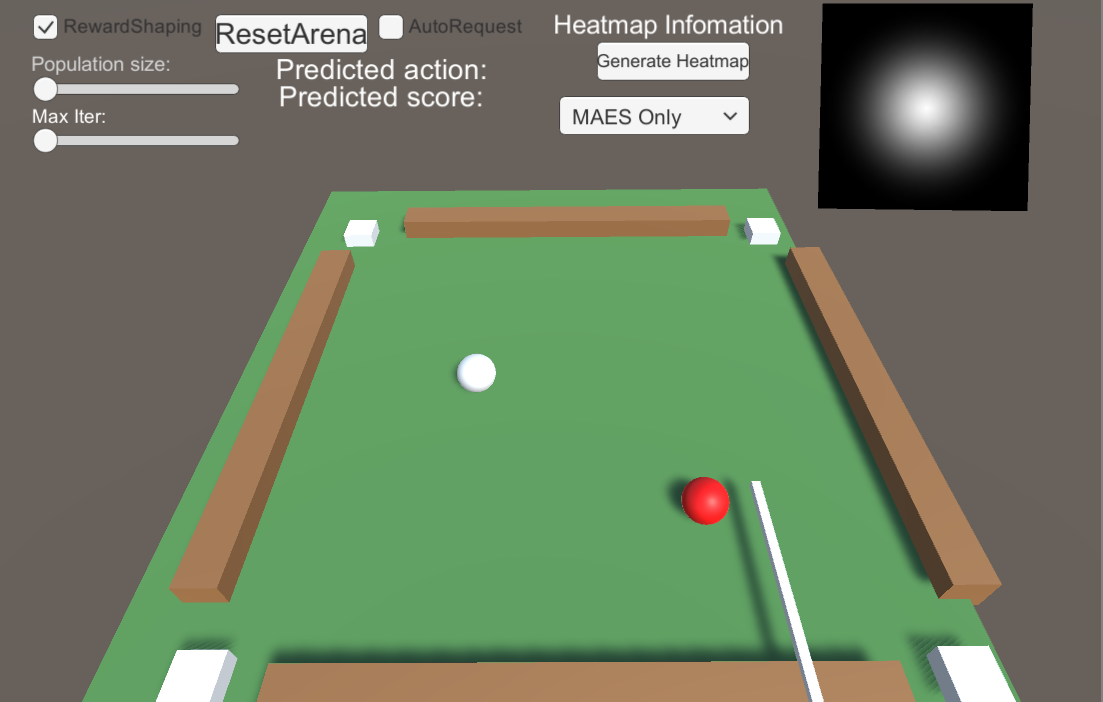 RewardShaping
ResetArena
AutoRequest
Heatmap Infomation
Population size:
Predicted action:
Generate Heatmap
Predicted score:
Max Iter:
MAES Only